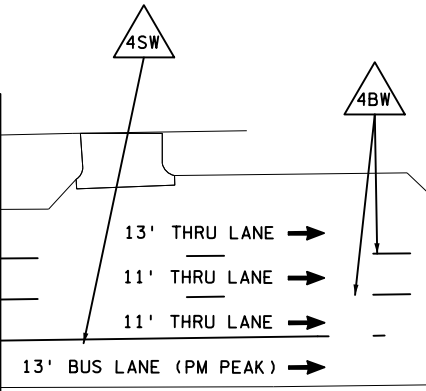 4SW
4BW
13' THRU LANE
11' THRU LANE
11' THRU LANE
13' BUS LANE (PM PEAK)